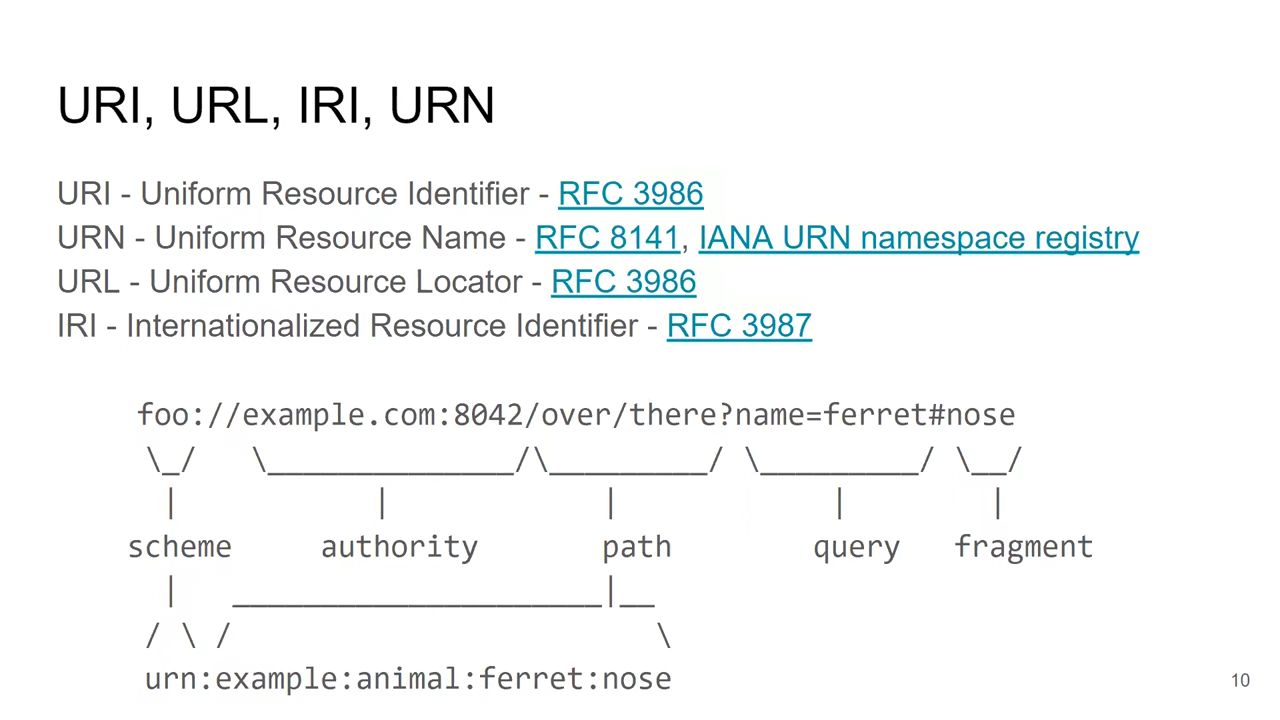 URI, URL, IRI, URN
URI - Uniform Resource Identifier - RFC 3986
URN - Uniform Resource Name - RFC 8141, IANA URN namespace registry
URL - Uniform Resource Locator - RFC 3986
IRI - Internationalized Resource Identifier - RFC 3987
foo://example.com:8042/over/there?name=ferret#nose
\_/   \______________/\_________/ \_________/ \__/
|           |            |            |        |
scheme     authority       path        query   fragment
|   _____________________|__
/ \ /                        \
urn:example:animal:ferret:nose
10